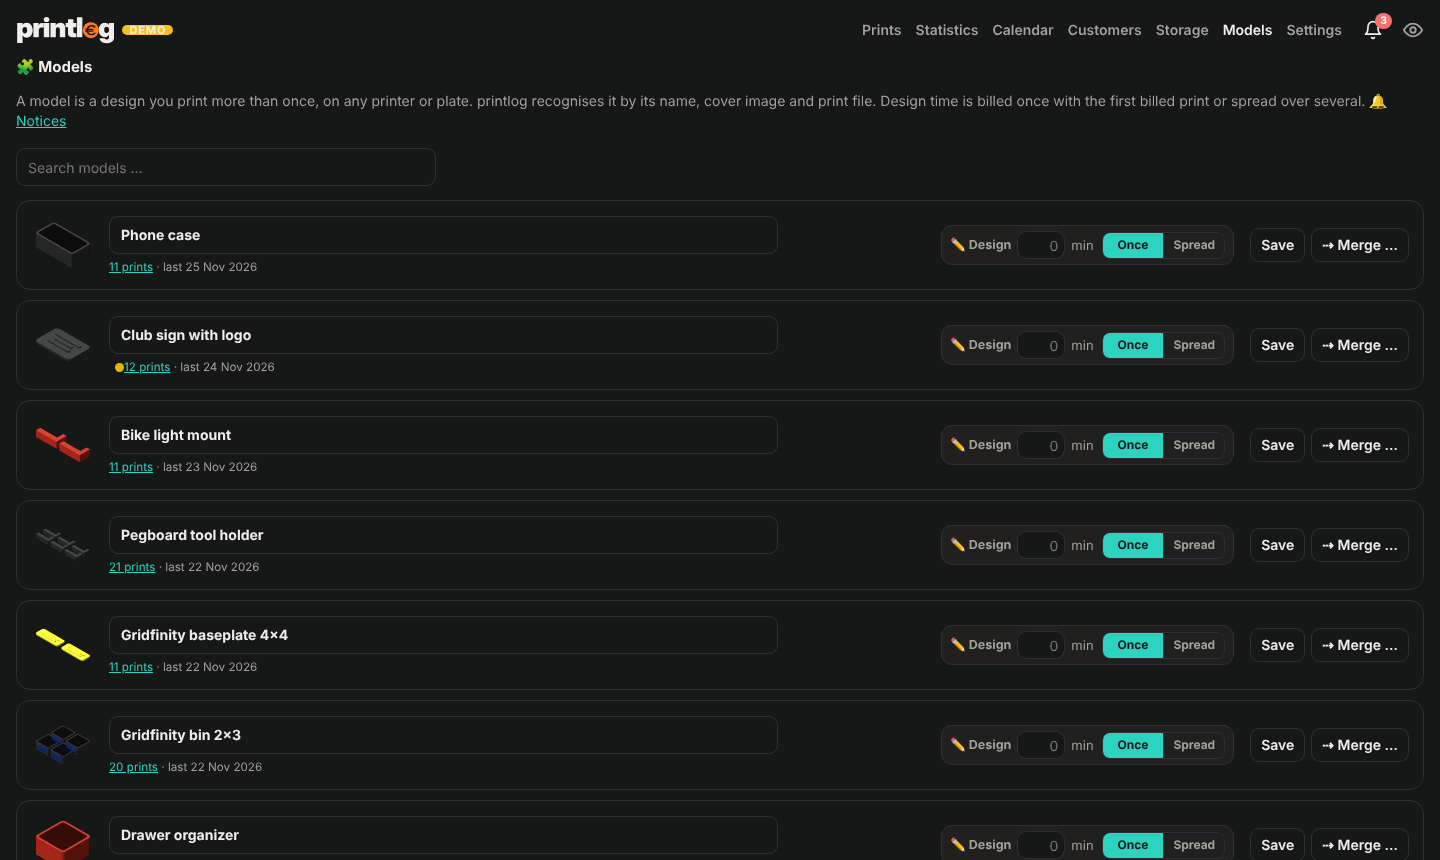 printlog DEMO
Prints Statistics Calendar Customers Storage Models Settings 3
🧩 Models
A model is a design you print more than once, on any printer or plate. printlog recognises it by its name, cover image and print file. Design time is billed once with the first billed print or spread over several. 🔔
Notices
Search models ...
Phone case
11 prints · last 25 Nov 2026
✏️ Design 0 min Once Spread Save ⇢ Merge ...
Club sign with logo
12 prints · last 24 Nov 2026
✏️ Design 0 min Once Spread Save ⇢ Merge ...
Bike light mount
11 prints · last 23 Nov 2026
✏️ Design 0 min Once Spread Save ⇢ Merge ...
Pegboard tool holder
21 prints · last 22 Nov 2026
✏️ Design 0 min Once Spread Save ⇢ Merge ...
Gridfinity baseplate 4×4
11 prints · last 22 Nov 2026
✏️ Design 0 min Once Spread Save ⇢ Merge ...
Gridfinity bin 2×3
20 prints · last 22 Nov 2026
✏️ Design 0 min Once Spread Save ⇢ Merge ...
Drawer organizer
✏️ Design 0 min Once Spread Save ⇢ Merge ...